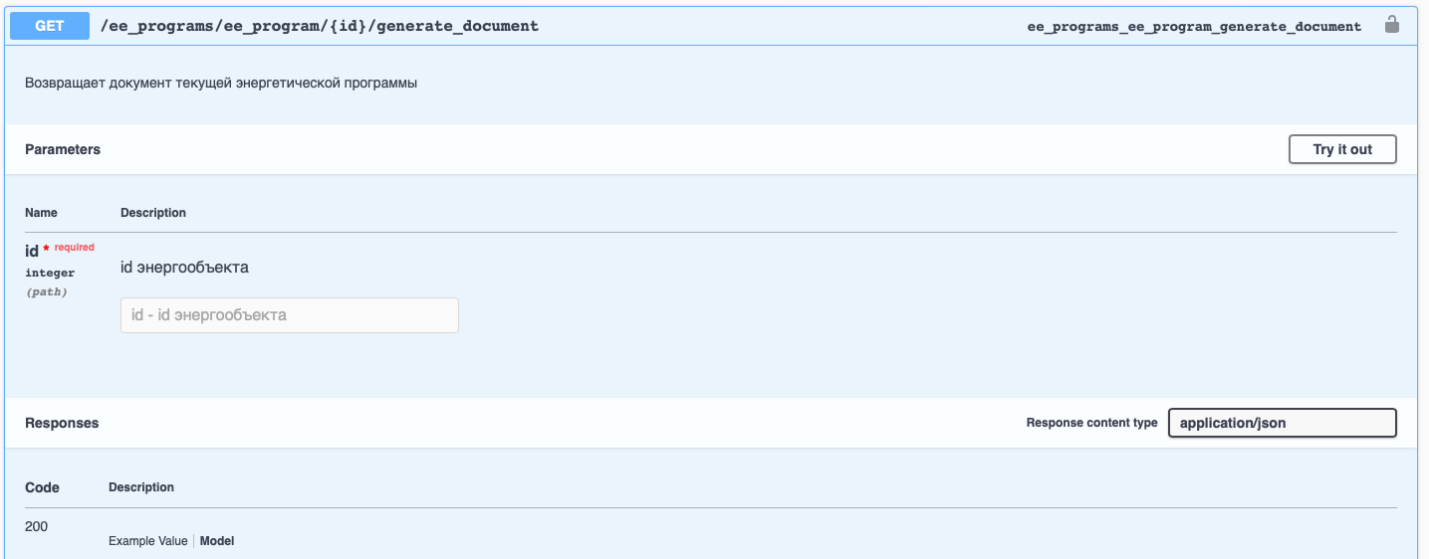 GET /ee_programs/ee_program/{id}/generate_document ee_programs_ee_program_generate_document
Возвращает документ текущей энергетической программы
Parameters Try it out
Name Description
id * required
integer
(path)
id энергообъекта
id - id энергообъекта
Responses Response content type application/json
Code Description
200
Example Value | Model